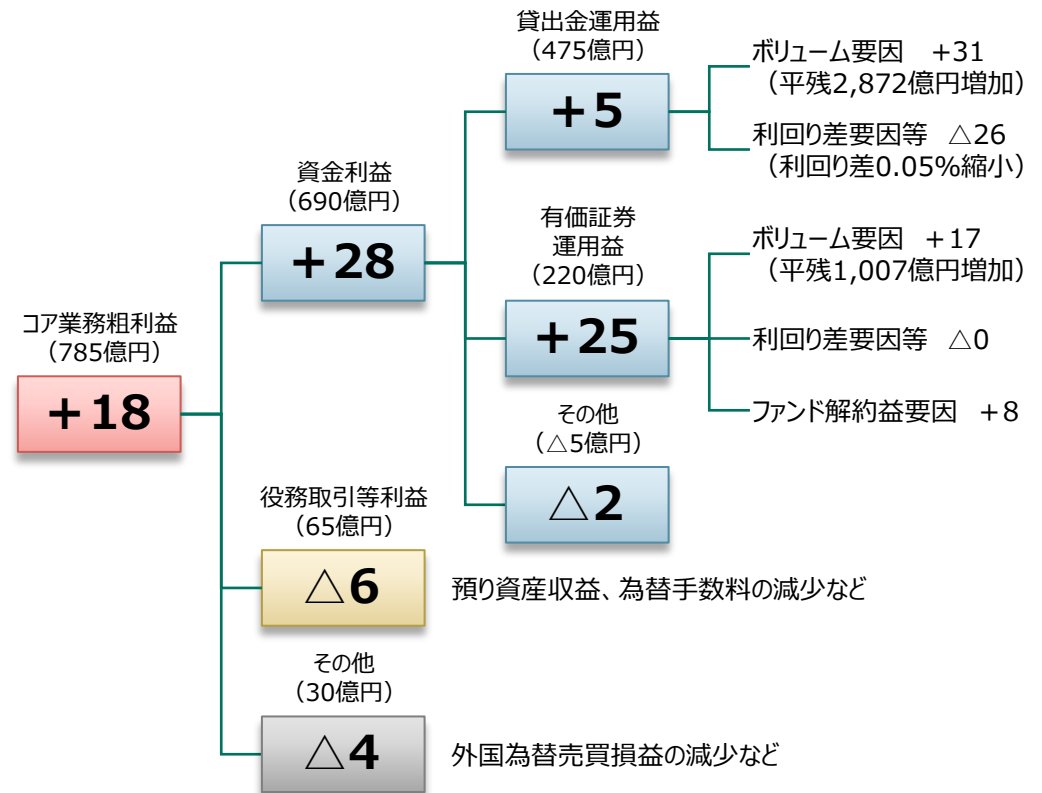 コア業務粗利益
（785億円）
＋18
資金利益
（690億円）
＋28
貸出金運用益
（475億円）
＋5
ボリューム要因　+31
（平残2,872億円増加）
利回り差要因等　△26
（利回り差0.05%縮小）
有価証券
運用益
（220億円）
＋25
ボリューム要因　+17
（平残1,007億円増加）
利回り差要因等　△0
ファンド解約益要因　+8
その他
（△5億円）
△2
役務取引等利益
（65億円）
△6
預り資産収益、為替手数料の減少など
その他
（30億円）
△4
外国為替売買損益の減少など